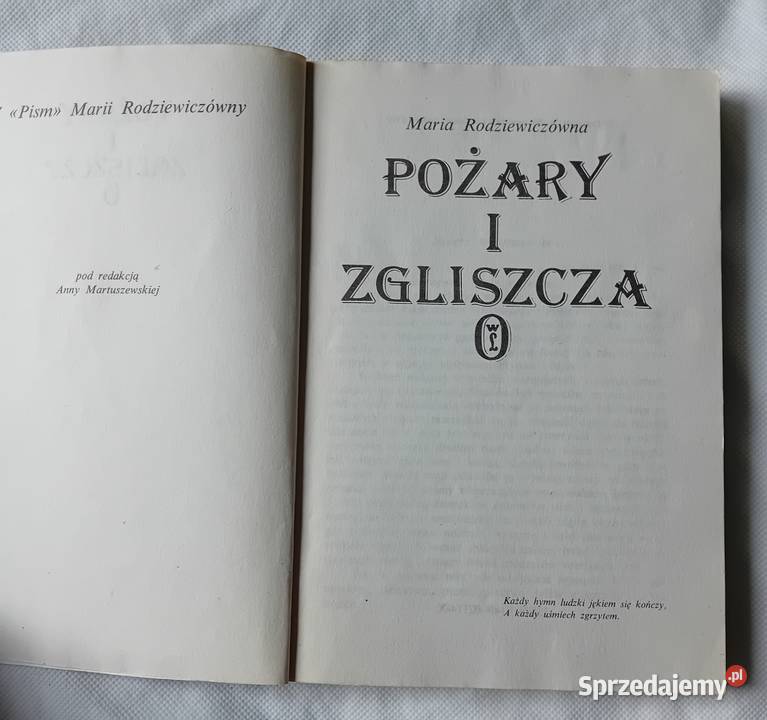 «Pism» Marii Rodziewiczówny
pod redakcją
Anny Martuszewskiej
Maria Rodziewiczówna
POŻARY
I
ZGLISZCZA
WL
Każdy hymn ludzki jękiem się kończy,
A każdy uśmiech zgrzytem.
Sprzedajemy.pl